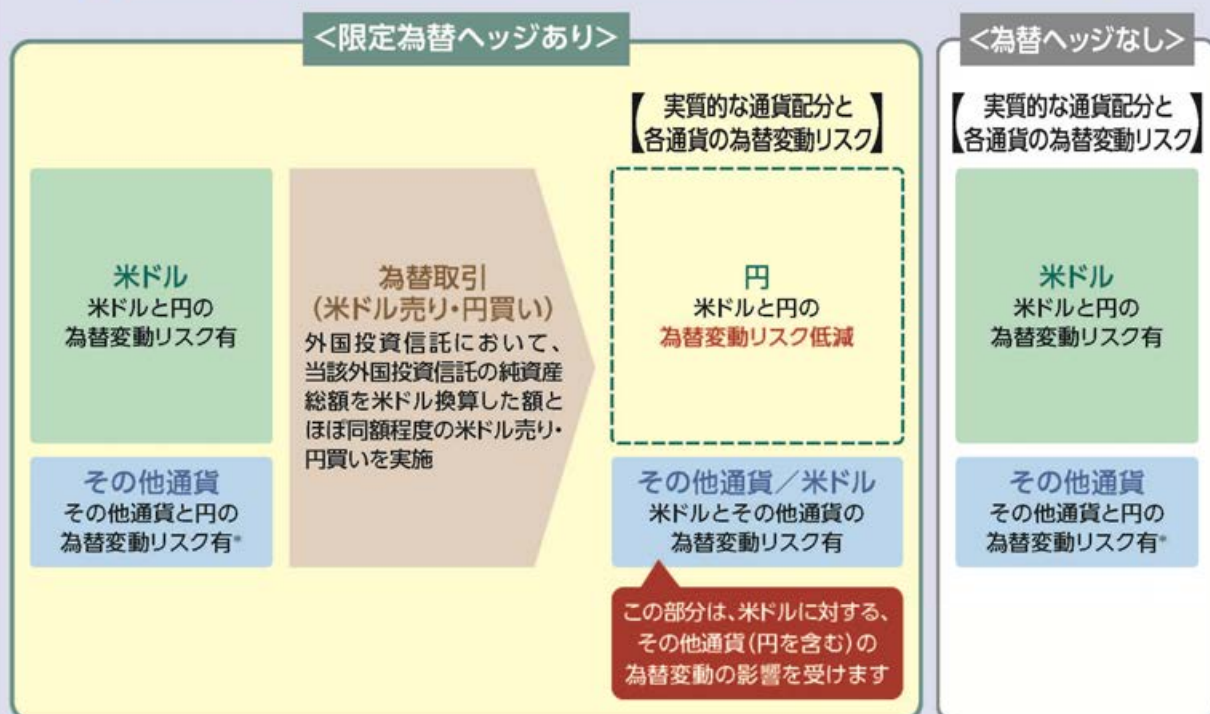 <限定為替ヘッジあり>
【実質的な通貨配分と
各通貨の為替変動リスク】
米ドル
米ドルと円の
為替変動リスク有
その他通貨
その他通貨と円の
為替変動リスク有*
為替取引
(米ドル売り・円買い)
外国投資信託において、
当該外国投資信託の純資産
総額を米ドル換算した額と
ほぼ同額程度の米ドル売り・
円買いを実施
円
米ドルと円の
為替変動リスク低減
その他通貨/米ドル
米ドルとその他通貨の
為替変動リスク有
この部分は、米ドルに対する、
その他通貨(円を含む)の
為替変動の影響を受けます
<為替ヘッジなし>
【実質的な通貨配分と
各通貨の為替変動リスク】
米ドル
米ドルと円の
為替変動リスク有
その他通貨
その他通貨と円の
為替変動リスク有*